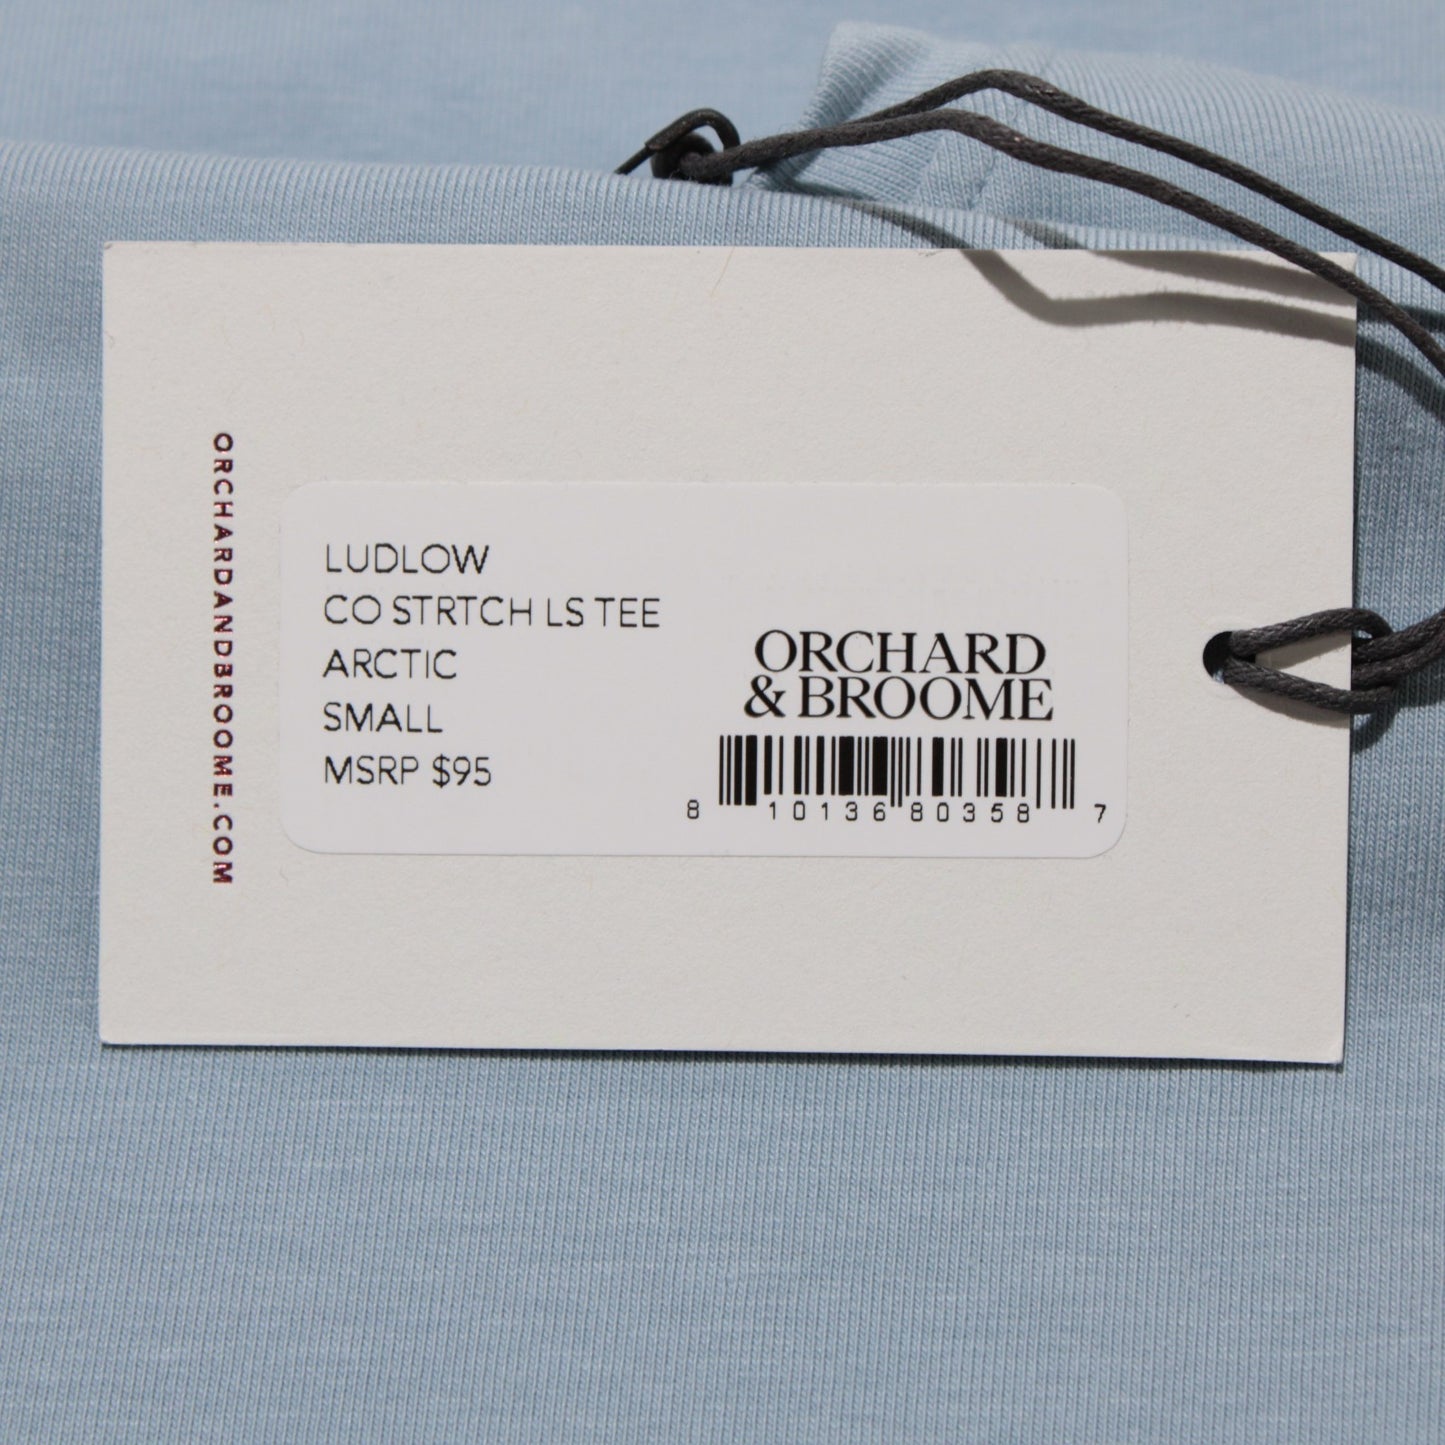 ORCHARDANDBROOME.COM
LUDLOW
CO STRTCH LS TEE
ARCTIC
SMALL
MSRP $95
ORCHARD
& BROOME
8 10136 80358 7